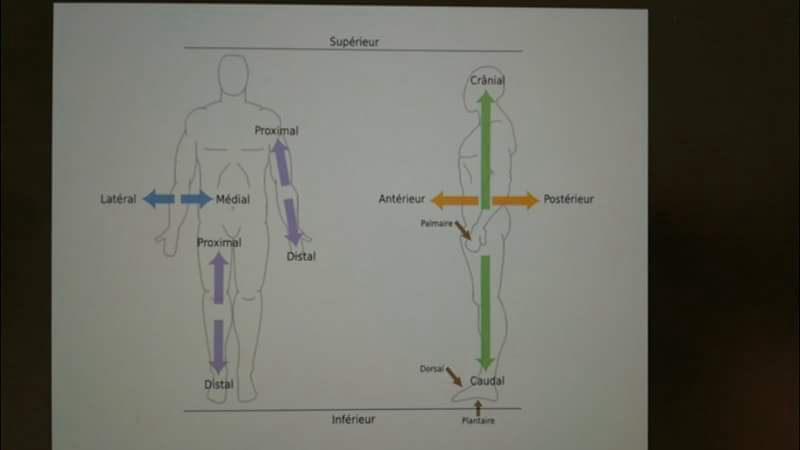 Supérieur
Crânial
Proximal
Latéral
Médial
Antérieur
Postérieur
Palmaire
Proximal
Distal
Dorsal
Distal
Caudal
Inférieur
Plantaire